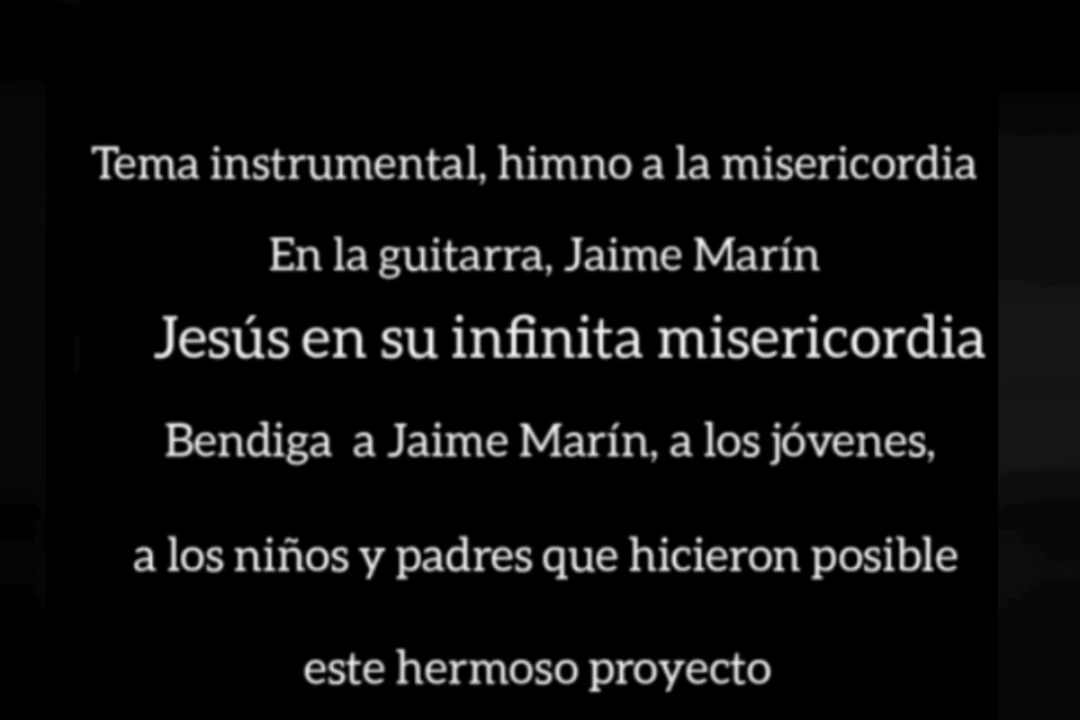 Tema instrumental, himno a la misericordia
En la guitarra, Jaime Marín
Jesús en su infinita misericordia
Bendiga a Jaime Marín, a los jóvenes,
a los niños y padres que hicieron posible
este hermoso proyecto